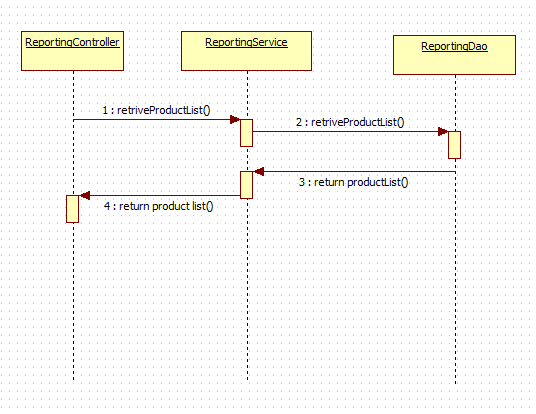 ReportingController
ReportingService
ReportingDao
1 : retriveProductList()
2 : retriveProductList()
3 : return productList()
4 : return product list()